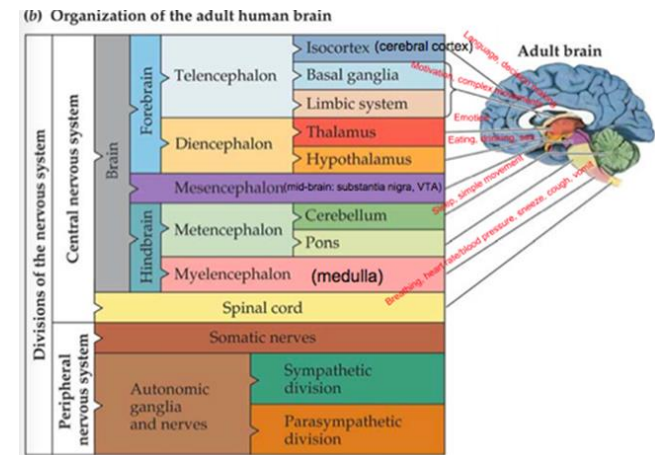 (b) Organization of the adult human brain
Divisions of the nervous system
Central nervous system
Brain
Forebrain
Telencephalon
Isocortex (cerebral cortex)
Basal ganglia
Limbic system
Diencephalon
Thalamus
Hypothalamus
Mesencephalon(mid-brain: substantia nigra, VTA)
Hindbrain
Metencephalon
Cerebellum
Pons
Myelencephalon (medulla)
Spinal cord
Peripheral
nervous system
Somatic nerves
Autonomic
ganglia
and nerves
Sympathetic
division
Parasympathetic
division
Adult brain
Language,
Motivation, complex
Eating, drinking, sex
Sleep, simple movement
Breathing, heart rate/blood pressure, sneeze, cough, vomit